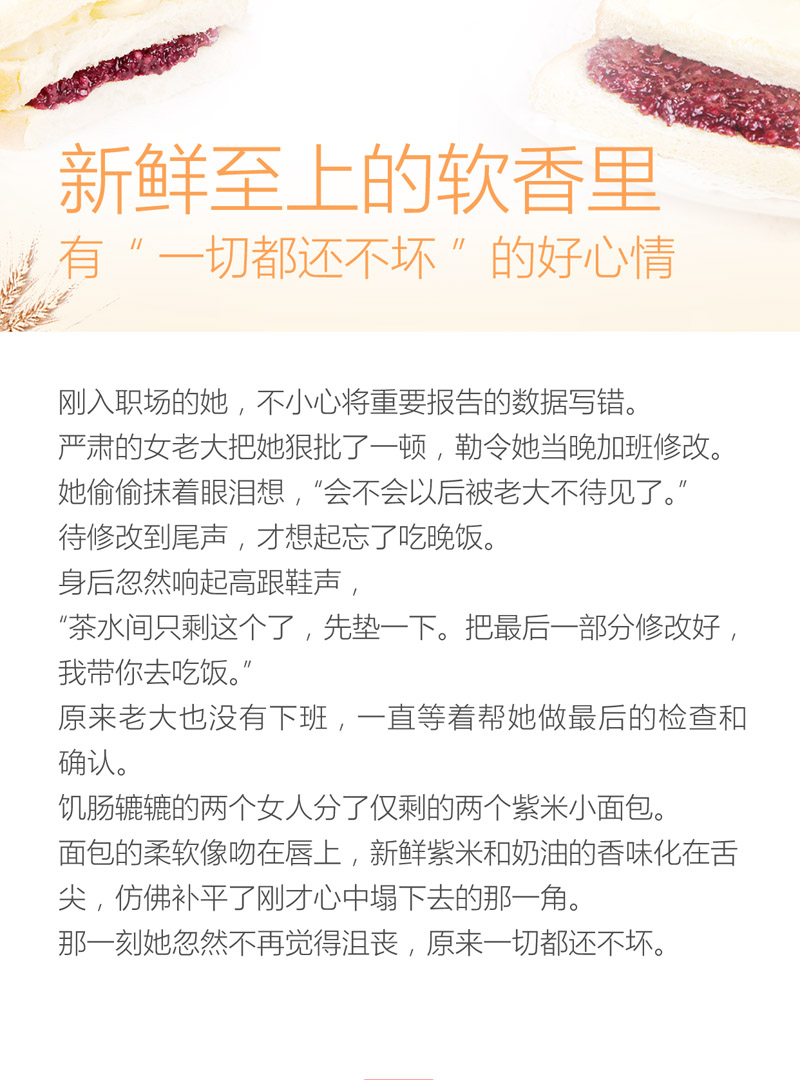 新鲜至上的软香里
有“一切都还不坏”的好心情
刚入职场的她，不小心将重要报告的数据写错。
严肃的女老大把她狠批了一顿，勒令她当晚加班修改。
她偷偷抹着眼泪想，“会不会以后被老大不待见了。”
待修改到尾声，才想起忘了吃晚饭。
身后忽然响起高跟鞋声，
“茶水间只剩这个了，先垫一下。把最后一部分修改好，
我带你去吃饭。”
原来老大也没有下班，一直等着帮她做最后的检查和
确认。
饥肠辘辘的两个女人分了仅剩的两个紫米小面包。
面包的柔软像吻在唇上，新鲜紫米和奶油的香味化在舌
尖，仿佛补平了刚才心中塌下去的那一角。
那一刻她忽然不再觉得沮丧，原来一切都还不坏。